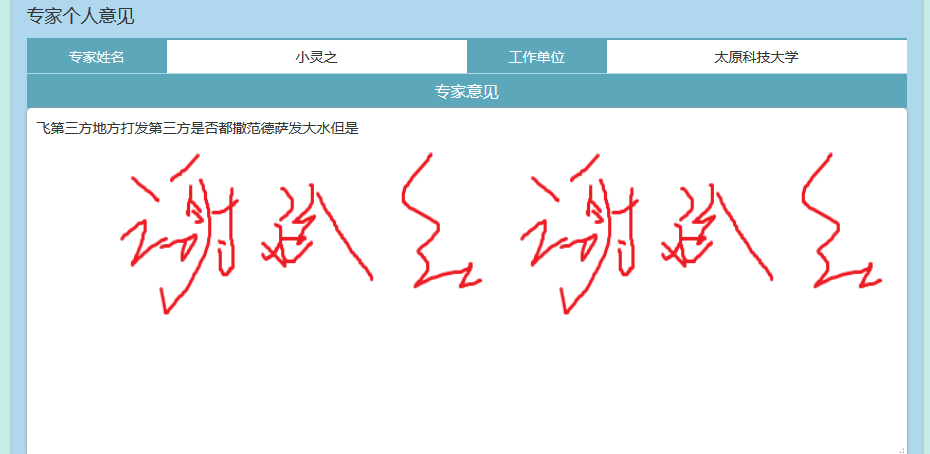 专家个人意见
专家姓名 小灵之 工作单位 太原科技大学
专家意见
飞第三方地方打发第三方是否都撒范德萨发大水但是
谢 谢